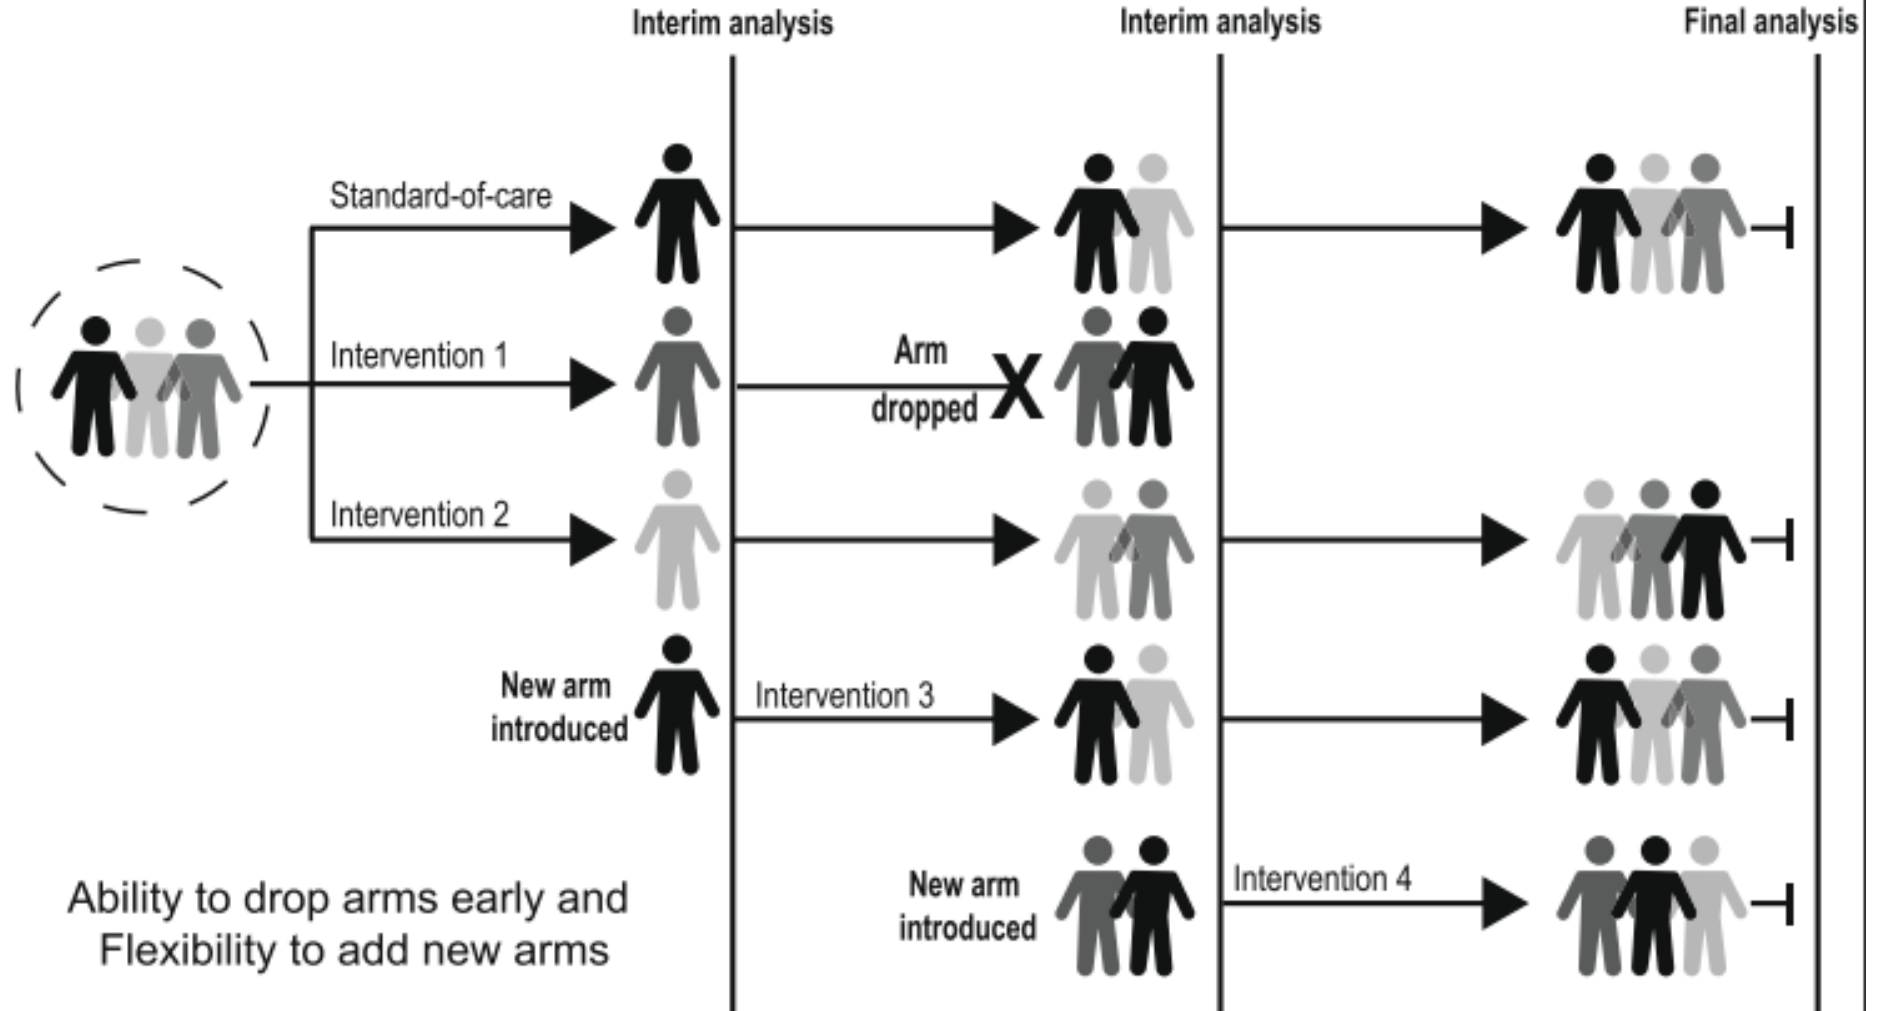 Interim analysis
Interim analysis
Final analysis
Standard-of-care
Intervention 1
Arm
dropped
X
Intervention 2
New arm
introduced
Intervention 3
New arm
introduced
Intervention 4
Ability to drop arms early and
Flexibility to add new arms